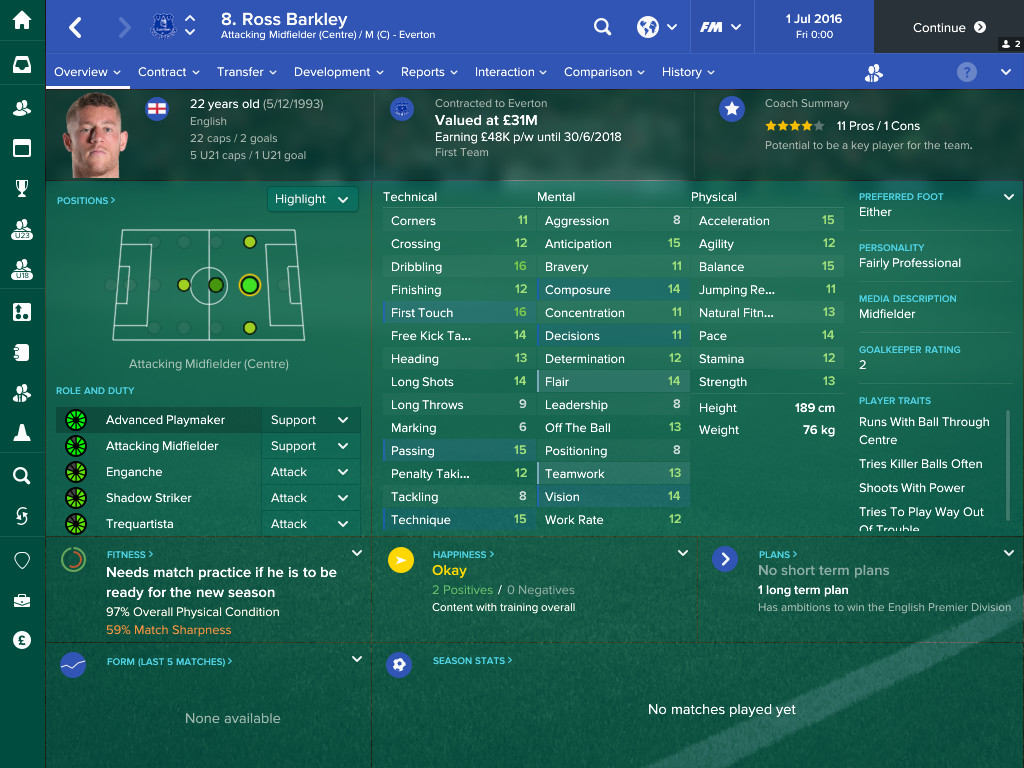 8. Ross Barkley
Attacking Midfielder (Centre) / M (C) - Everton
FM
1 Jul 2016
Fri 0:00
Continue
2
Overview Contract Transfer Development Reports Interaction Comparison History
?
22 years old (5/12/1993)
English
22 caps / 2 goals
5 U21 caps / 1 U21 goal
Contracted to Everton
Valued at £31M
Earning £48K p/w until 30/6/2018
First Team
Coach Summary
11 Pros / 1 Cons
Potential to be a key player for the team.
U23
U18
£
POSITIONS >
Highlight
Attacking Midfielder (Centre)
ROLE AND DUTY
Advanced Playmaker Support
Attacking Midfielder Support
Enganche Attack
Shadow Striker Attack
Trequartista Attack
Technical
Corners 11
Crossing 12
Dribbling 16
Finishing 12
First Touch 16
Free Kick Ta... 14
Heading 13
Long Shots 14
Long Throws 9
Marking 6
Passing 15
Penalty Taki... 12
Tackling 8
Technique 15
Mental
Aggression 8
Anticipation 15
Bravery 11
Composure 14
Concentration 11
Decisions 11
Determination 12
Flair 14
Leadership 8
Off The Ball 13
Positioning 8
Teamwork 13
Vision 14
Work Rate 12
Physical
Acceleration 15
Agility 12
Balance 15
Jumping Re... 11
Natural Fitn... 13
Pace 14
Stamina 12
Strength 13
Height 189 cm
Weight 76 kg
PREFERRED FOOT
Either
PERSONALITY
Fairly Professional
MEDIA DESCRIPTION
Midfielder
GOALKEEPER RATING
2
PLAYER TRAITS
Runs With Ball Through
Centre
Tries Killer Balls Often
Shoots With Power
Tries To Play Way Out
Of Trouble
FITNESS >
Needs match practice if he is to be
ready for the new season
97% Overall Physical Condition
59% Match Sharpness
HAPPINESS >
Okay
2 Positives / 0 Negatives
Content with training overall
PLANS >
No short term plans
1 long term plan
Has ambitions to win the English Premier Division
FORM (LAST 5 MATCHES) >
None available
SEASON STATS >
No matches played yet